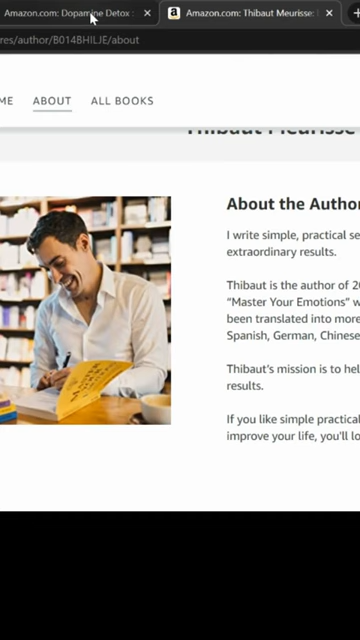 Amazon.com: Dopamine Detox :
Amazon.com: Thibaut Meurisse:
res/author/B014BHILJE/about
ME ABOUT ALL BOOKS
Thibaut Meurisse
About the Author
I write simple, practical se
extraordinary results.
Thibaut is the author of 20
“Master Your Emotions” w
been translated into more
Spanish, German, Chinese
Thibaut's mission is to hel
results.
If you like simple practical
improve your life, you'll lo